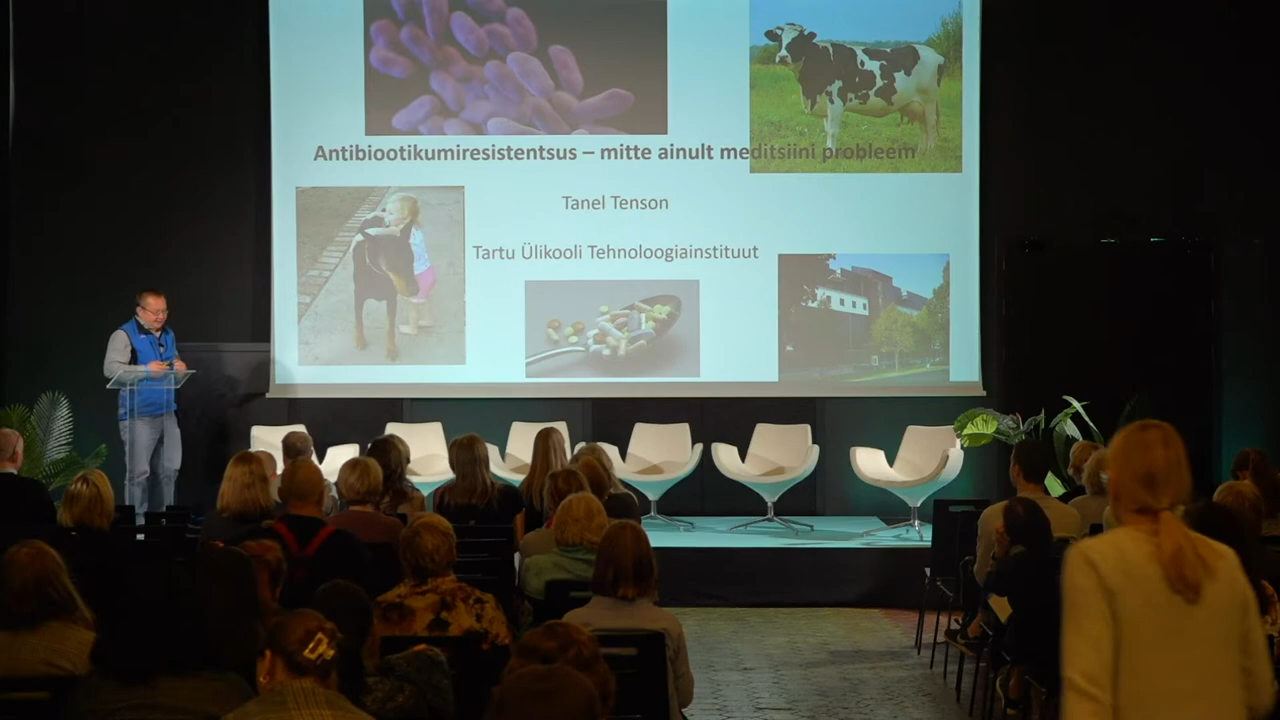 Antibiootikumiresistentsus – mitte ainult meditsiini probleem
Tanel Tenson
Tartu Ülikooli Tehnoloogiainstituut